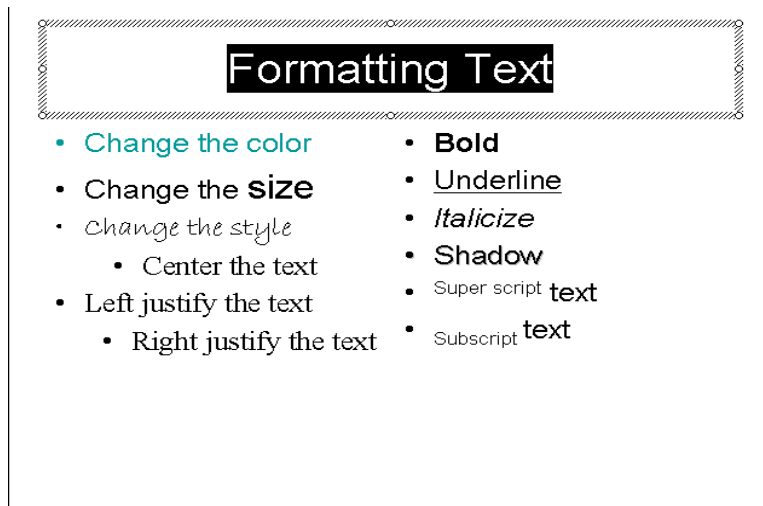 Formatting Text
• Change the color
• Change the size
• Change the style
• Center the text
• Left justify the text
• Right justify the text
• Bold
• Underline
• Italicize
• Shadow
• Super script text
• Subscript text